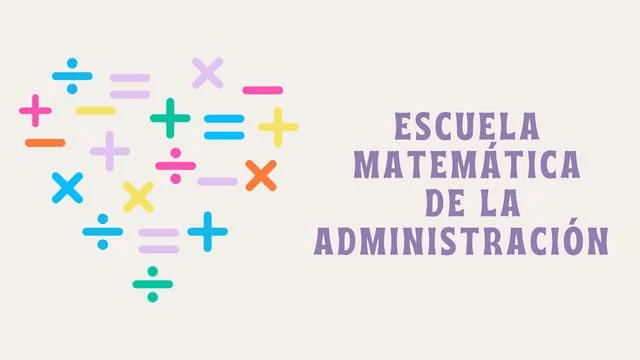 ESCUELA
MATEMÁTICA
DE LA
ADMINISTRACIÓN